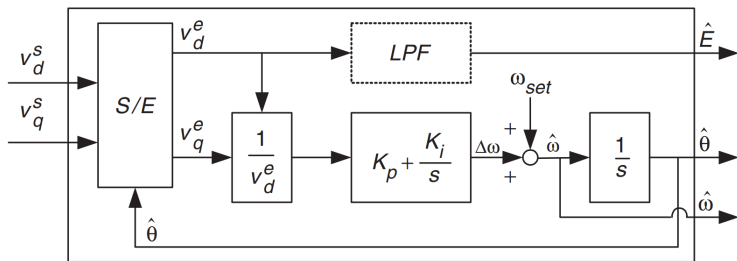 v_d^s
v_q^s
S/E
v_d^e
v_q^e
LPF
Ê
1
v_d^e
K_p + K_i
s
Δω
+
+
ω_set
ω̂
1
s
θ̂
ω̂
θ̂